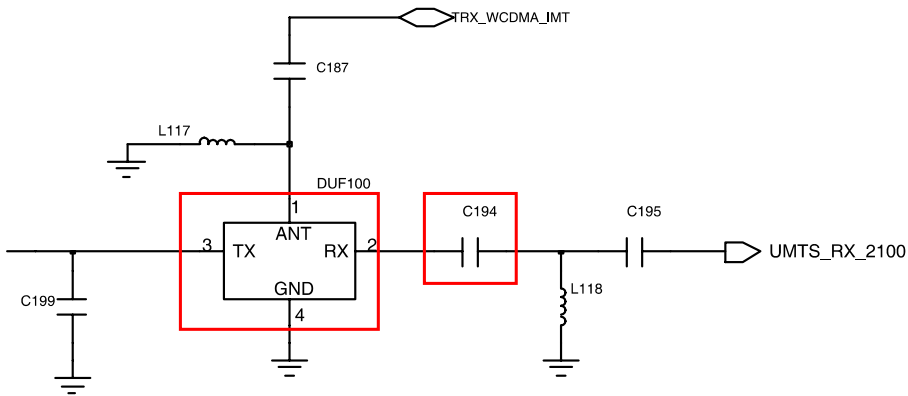 TRX_WCDMA_IMT
C187
L117
DUF100
1
C194
C195
ANT
3 TX RX 2
UMTS_RX_2100
GND
C199
L118
4